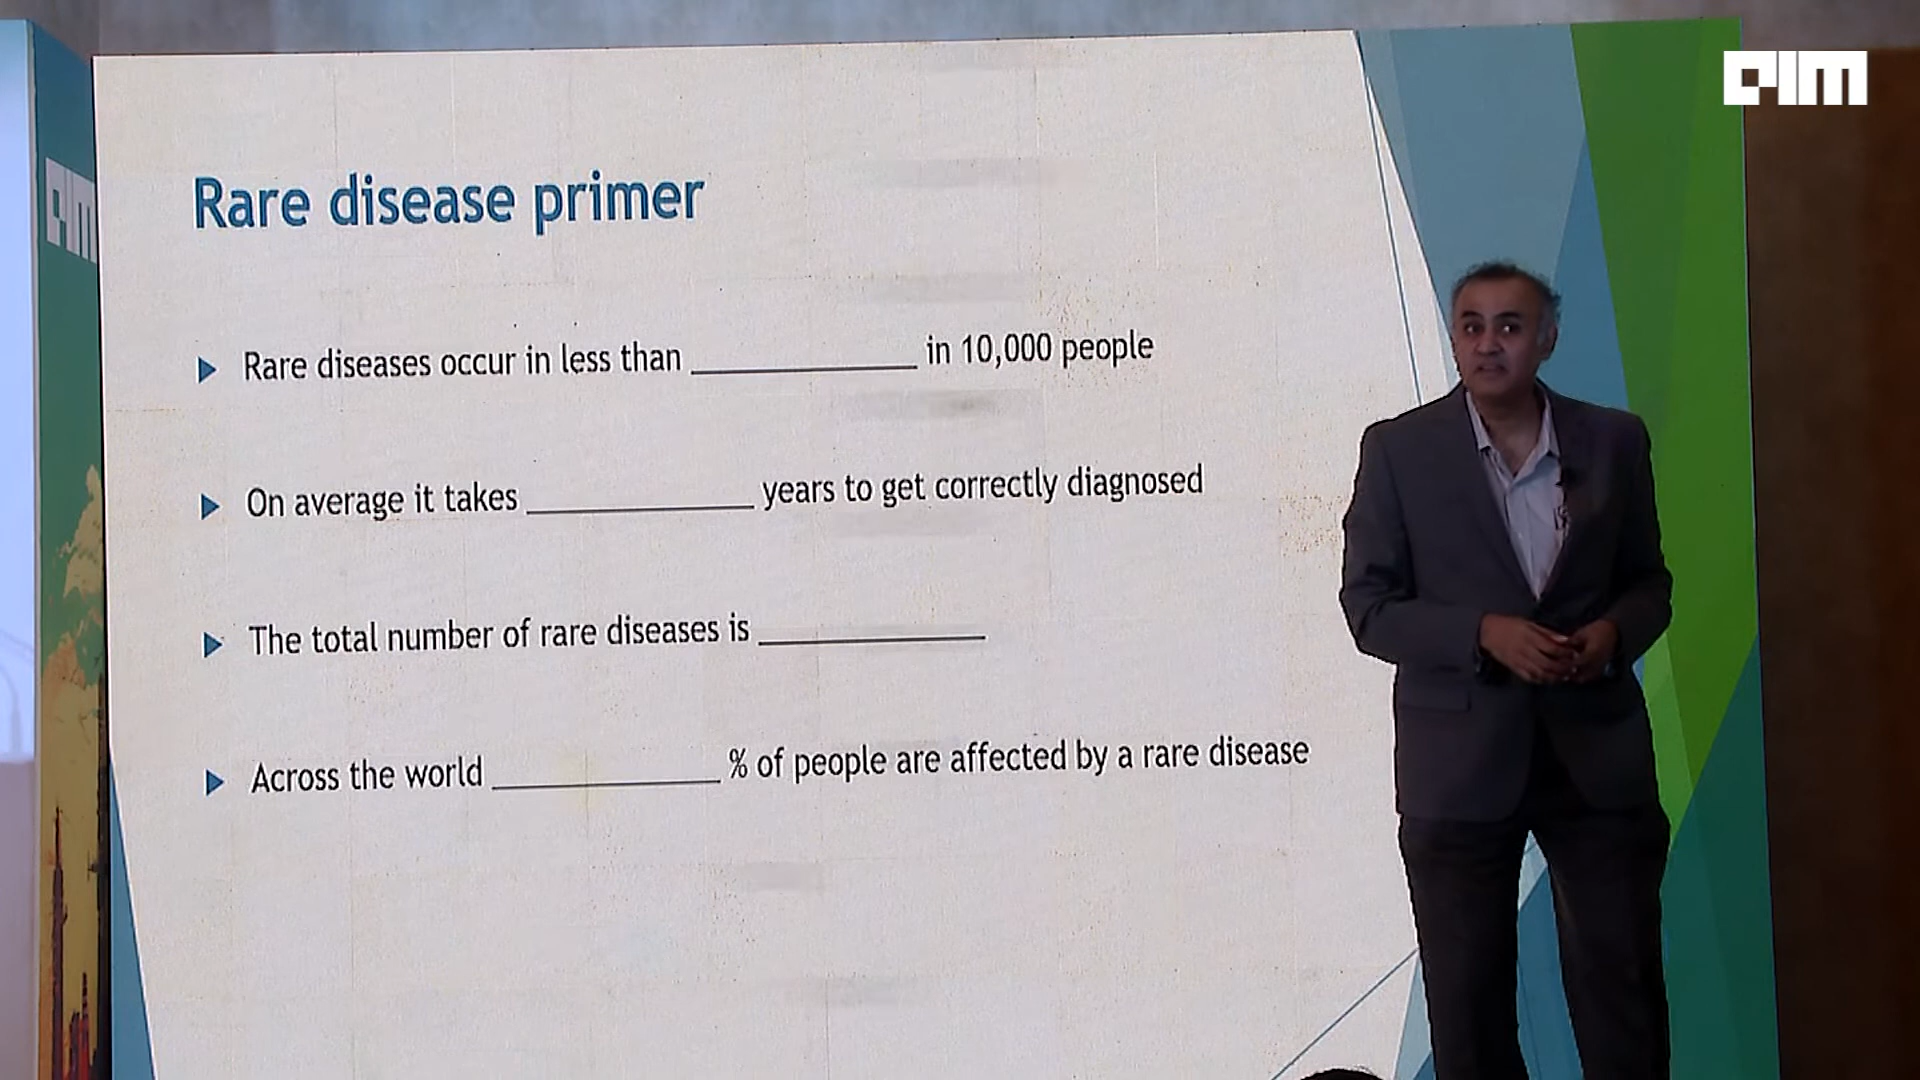 AIM
AIM
Rare disease primer
Rare diseases occur in less than ____________ in 10,000 people
On average it takes ____________ years to get correctly diagnosed
The total number of rare diseases is ____________
Across the world ____________ % of people are affected by a rare disease